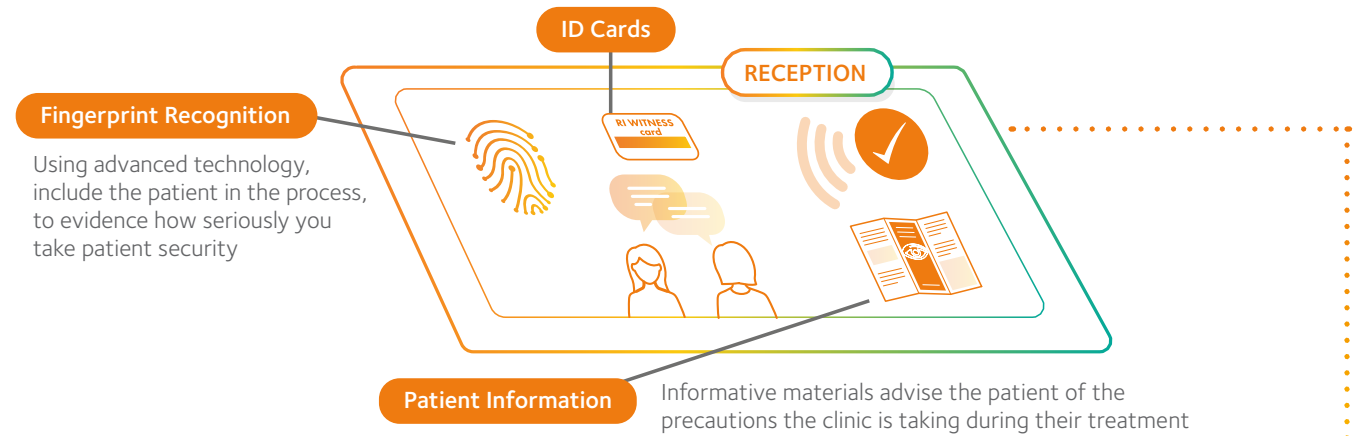 ID Cards
RECEPTION
Fingerprint Recognition
RI WITNESS
card
Using advanced technology,
include the patient in the process,
to evidence how seriously you
take patient security
Patient Information
Informative materials advise the patient of the
precautions the clinic is taking during their treatment